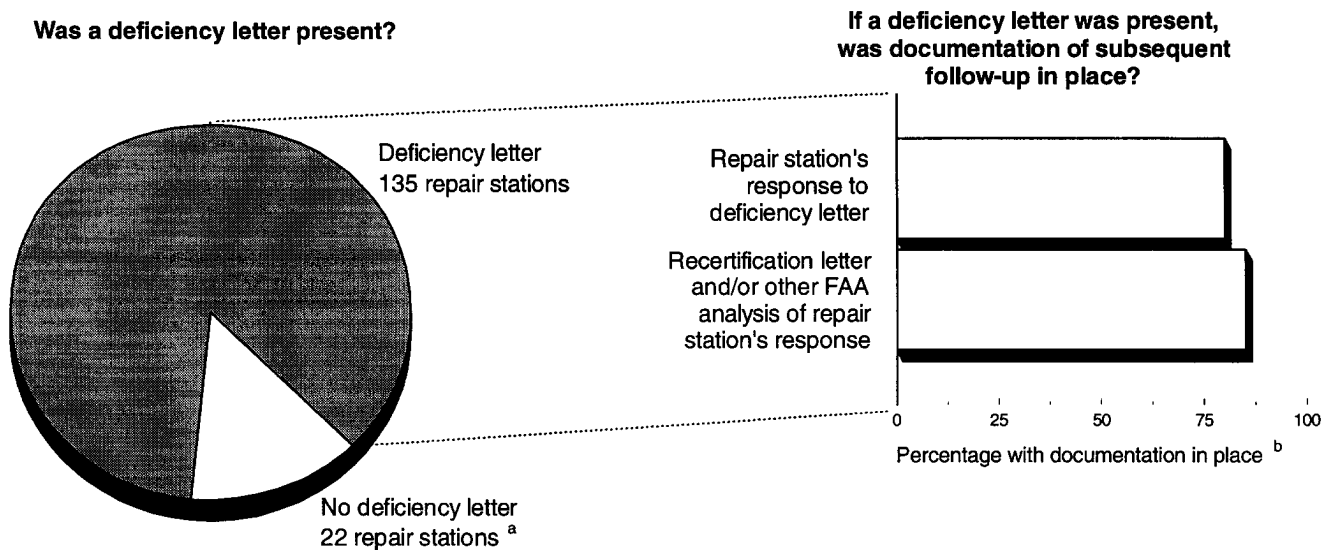 Was a deficiency letter present?
Deficiency letter
135 repair stations
No deficiency letter
22 repair stations a
If a deficiency letter was present,
was documentation of subsequent
follow-up in place?
Repair station's
response to
deficiency letter
Recertification letter
and/or other FAA
analysis of repair
station's response
0 25 50 75 100
Percentage with documentation in place b